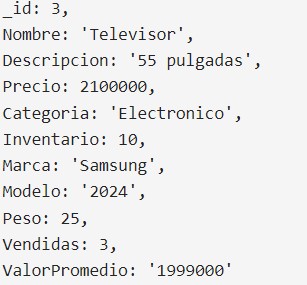 _id: 3,
Nombre: 'Televisor',
Descripcion: '55 pulgadas',
Precio: 2100000,
Categoria: 'Electronico',
Inventario: 10,
Marca: 'Samsung',
Modelo: '2024',
Peso: 25,
Vendidas: 3,
ValorPromedio: '1999000'